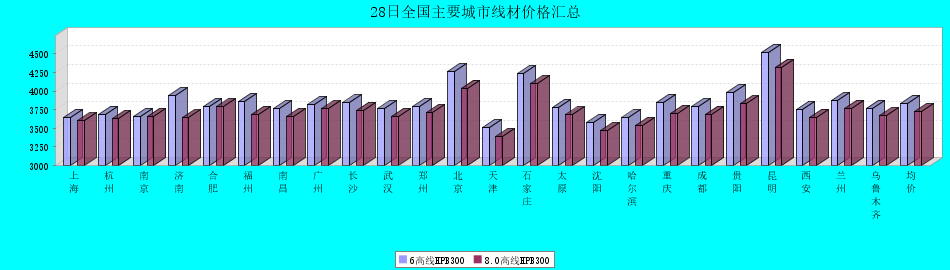 28日全国主要城市线材价格汇总
4500
4250
4000
3750
3500
3250
3000
上海
杭州
南京
济南
合肥
福州
南昌
广州
长沙
武汉
郑州
北京
天津
石家庄
太原
沈阳
哈尔滨
重庆
成都
贵阳
昆明
西安
兰州
乌鲁木齐
均价
6高线HPB300
8.0高线HPB300